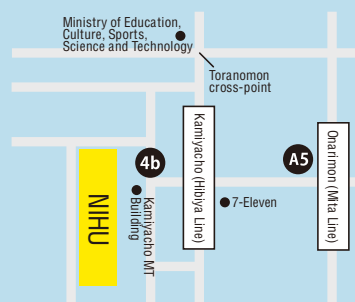 Ministry of Education,
Culture, Sports,
Science and Technology
Toranomon
cross-point
4b
A5
Kamiyacho (Hibiya Line)
Onarimon (Mita Line)
NIHU
Kamiyacho MT
Building
7-Eleven